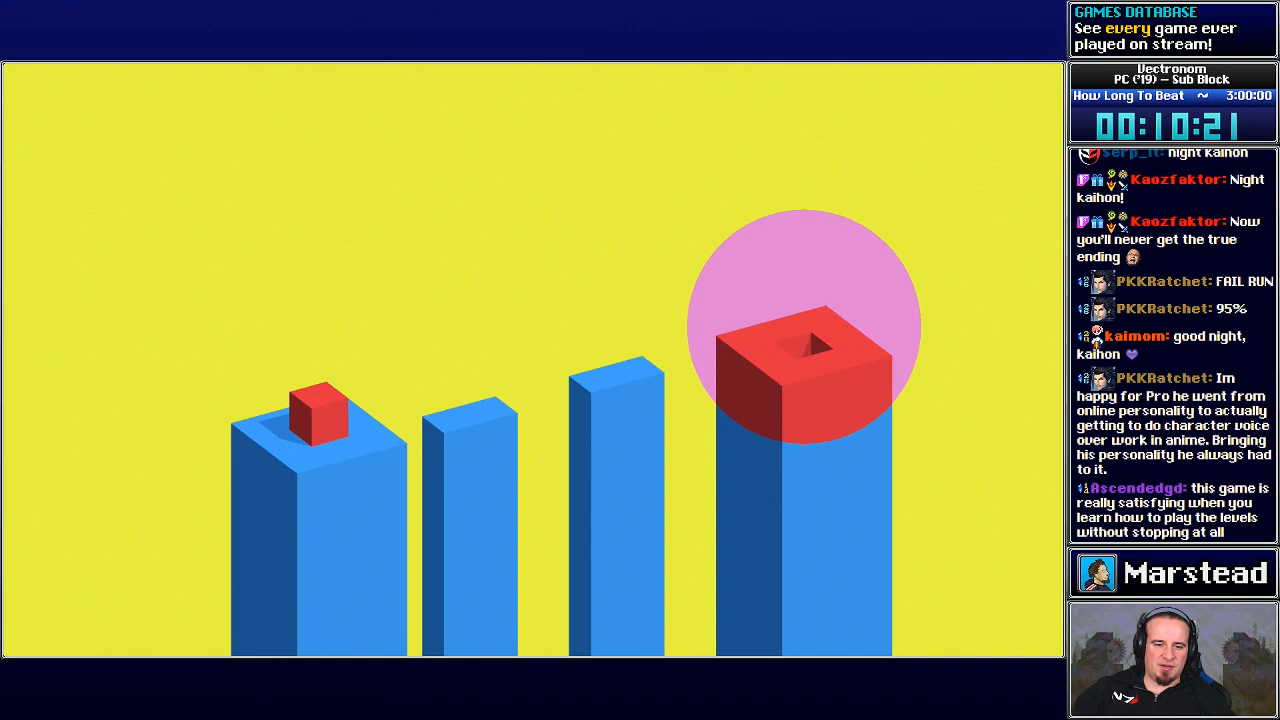 GAMES DATABASE
See every game ever
played on stream!
Vectronom
PC ('19) – Sub Block
How Long To Beat ~ 3:00:00
00:10:21
serp_it: night kaihon
Kaozfaktor: Night
kaihon!
Kaozfaktor: Now
you'll never get the true
ending
PKKRatchet: FAIL RUN
PKKRatchet: 95%
kaimom: good night,
kaihon
PKKRatchet: Im
happy for Pro he went from
online personality to actually
getting to do character voice
over work in anime. Bringing
his personality he always had
to it.
Ascendedgd: this game is
really satisfying when you
learn how to play the levels
without stopping at all
Marstead